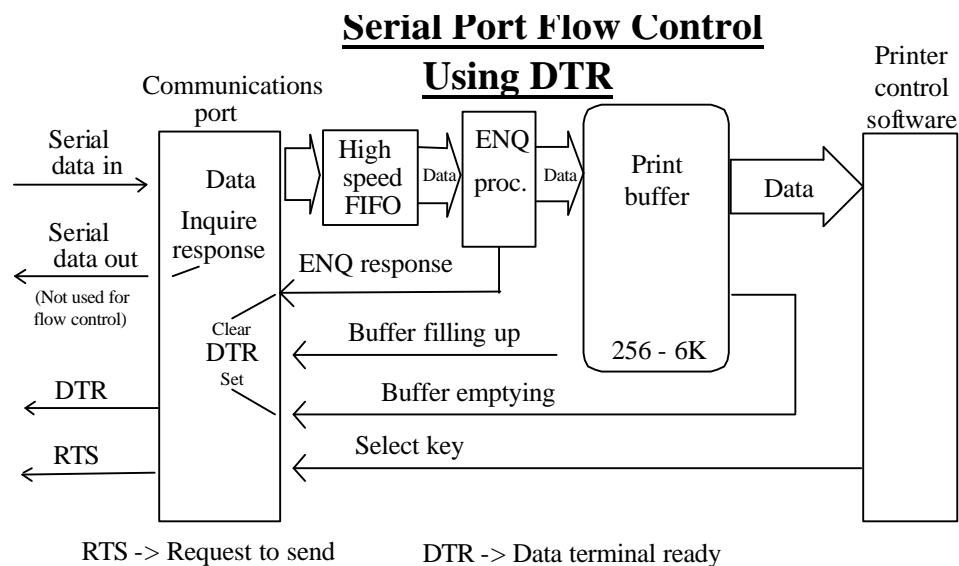 Serial Port Flow Control
Using DTR
Printer
control
software
Communications
port
Serial
data in
Data
High
speed
FIFO
Data
ENQ
proc.
Data
Print
buffer
Data
Inquire
response
Serial
data out
(Not used for
flow control)
ENQ response
Clear
DTR
Set
Buffer filling up
256 - 6K
DTR
Buffer emptying
RTS
Select key
RTS -> Request to send
DTR -> Data terminal ready